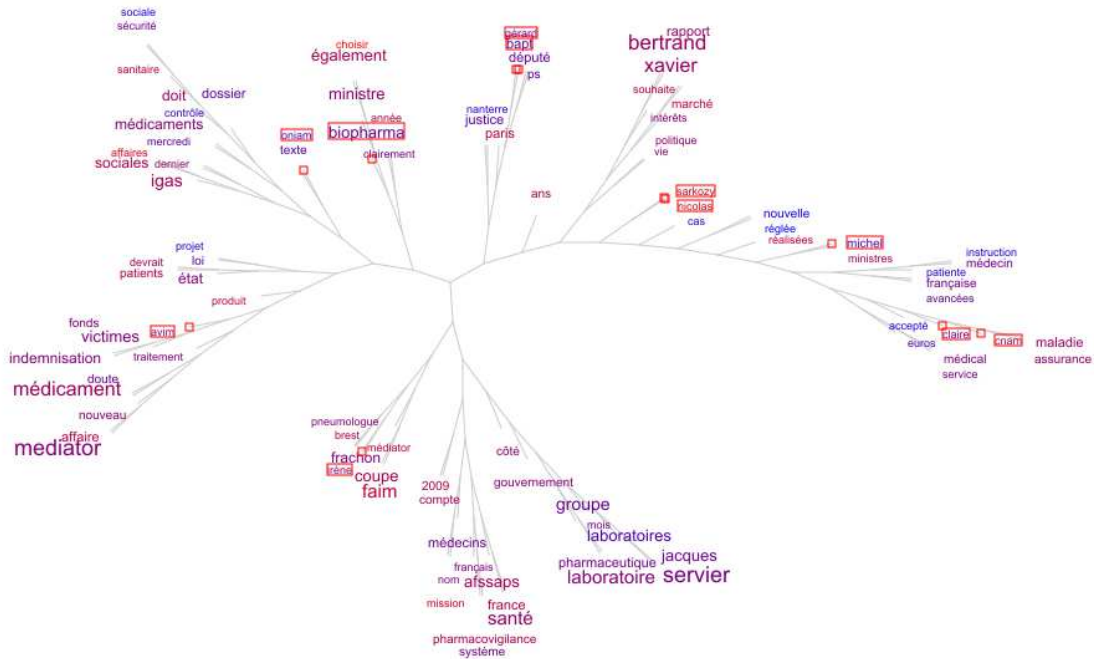 sociale
sécurité
sanitaire
doit
dossier
contrôle
médicaments
mercredi
affaires
sociales
dernier
igas
choisir
également
ministre
année
biopharma
clairement
oniam
texte
gérard
bapt
député
ps
nanterre
justice
paris
ans
rapport
bertrand
xavier
souhaite
marché
intérêts
politique
vie
sarkozy
nicolas
cas
nouvelle
réglée
réalisées
michel
ministres
instruction
médecin
patiente
française
avancées
accepté
claire
cnam
euros
maladie
médical
assurance
service
projet
loi
devrait
patients
état
produit
fonds
victimes
avim
indemnisation
traitement
doute
médicament
nouveau
affaire
mediator
pneumologue
brest
médiator
frachon
irène
coupe
faim
2009
compte
côté
gouvernement
groupe
mois
laboratoires
médecins
français
nom
afssaps
pharmaceutique
jacques
laboratoire
servier
mission
france
santé
pharmacovigilance
système